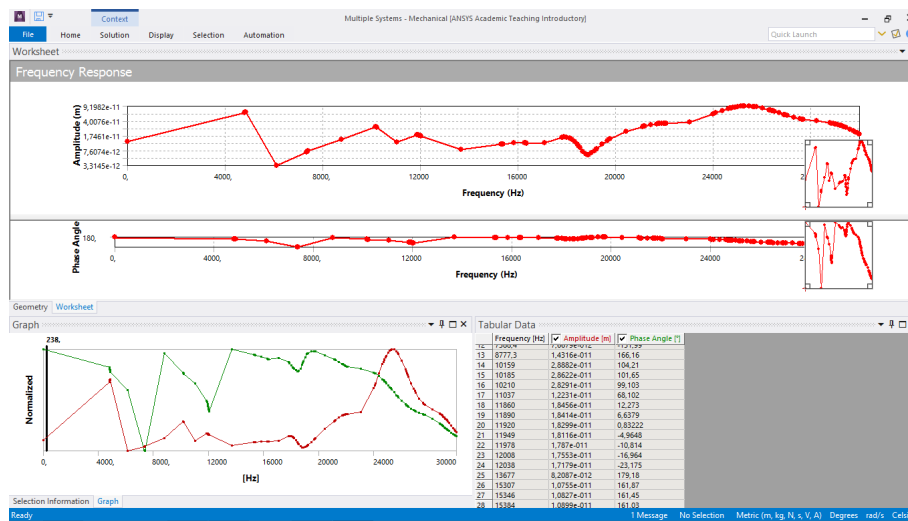 Context
Multiple Systems - Mechanical [ANSYS Academic Teaching Introductory]
File Home Solution Display Selection Automation
Quick Launch
Worksheet
Frequency Response
Amplitude (m)
9,1982e-11
4,0076e-11
1,7461e-11
7,6074e-12
3,3145e-12
0, 4000, 8000, 12000 16000 20000 24000 2
Frequency (Hz)
Phase Angle
180,
0, 4000, 8000, 12000 16000 20000 24000 2
Frequency (Hz)
Geometry Worksheet
Graph
238,
Normalized
0, 4000, 8000, 12000 16000 20000 24000 30000
[Hz]
Selection Information Graph
Tabular Data
Frequency [Hz] Amplitude [m] Phase Angle [°]
13 8777,3 1,4316e-011 166,16
14 10159 2,8882e-011 104,21
15 10185 2,8622e-011 101,65
16 10210 2,8291e-011 99,103
17 11037 1,2231e-011 68,102
18 11860 1,8456e-011 12,273
19 11890 1,8414e-011 6,6379
20 11920 1,8299e-011 0,83222
21 11949 1,8116e-011 -4,9648
22 11978 1,787e-011 -10,814
23 12008 1,7553e-011 -16,964
24 12038 1,7179e-011 -23,175
25 13677 8,2087e-012 179,18
26 15307 1,0755e-011 161,87
27 15346 1,0827e-011 161,45
28 15384 1,0899e-011 161,03
Ready 1 Message No Selection Metric (m, kg, N, s, V, A) Degrees rad/s Celsi